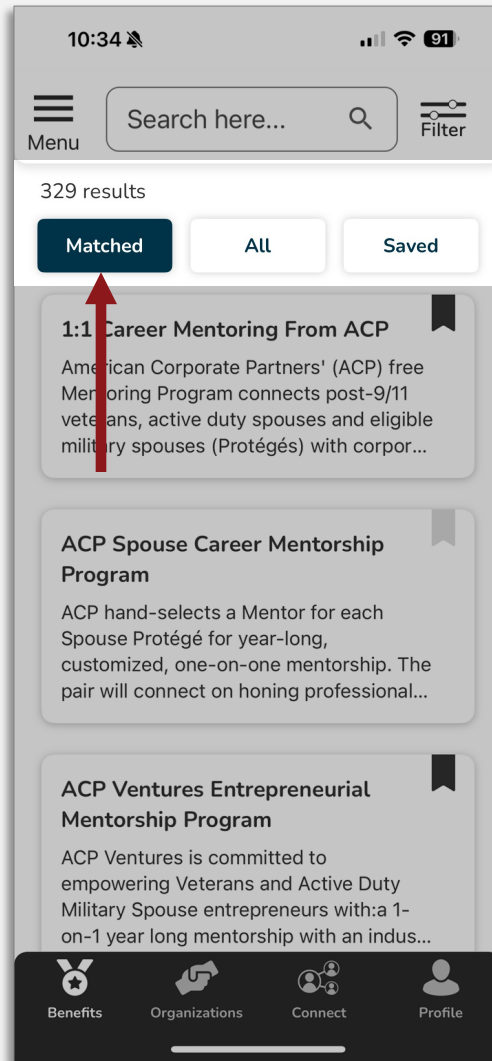 10:34
91
Search here...
Menu
Filter
329 results
Matched
All
Saved
1:1 Career Mentoring From ACP
American Corporate Partners' (ACP) free
Mentoring Program connects post-9/11
veterans, active duty spouses and eligible
military spouses (Protégés) with corpor...
ACP Spouse Career Mentorship
Program
ACP hand-selects a Mentor for each
Spouse Protégé for year-long,
customized, one-on-one mentorship. The
pair will connect on honing professional...
ACP Ventures Entrepreneurial
Mentorship Program
ACP Ventures is committed to
empowering Veterans and Active Duty
Military Spouse entrepreneurs with:a 1-
on-1 year long mentorship with an indus...
Benefits
Organizations
Connect
Profile